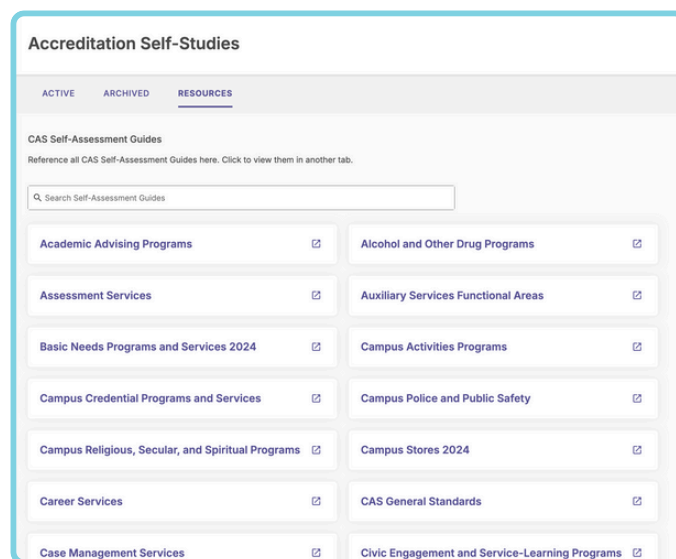 Accreditation Self-Studies
ACTIVE ARCHIVED RESOURCES
CAS Self-Assessment Guides
Reference all CAS Self-Assessment Guides here. Click to view them in another tab.
Search Self-Assessment Guides
Academic Advising Programs
Alcohol and Other Drug Programs
Assessment Services
Auxiliary Services Functional Areas
Basic Needs Programs and Services 2024
Campus Activities Programs
Campus Credential Programs and Services
Campus Police and Public Safety
Campus Religious, Secular, and Spiritual Programs
Campus Stores 2024
Career Services
CAS General Standards
Case Management Services
Civic Engagement and Service-Learning Programs